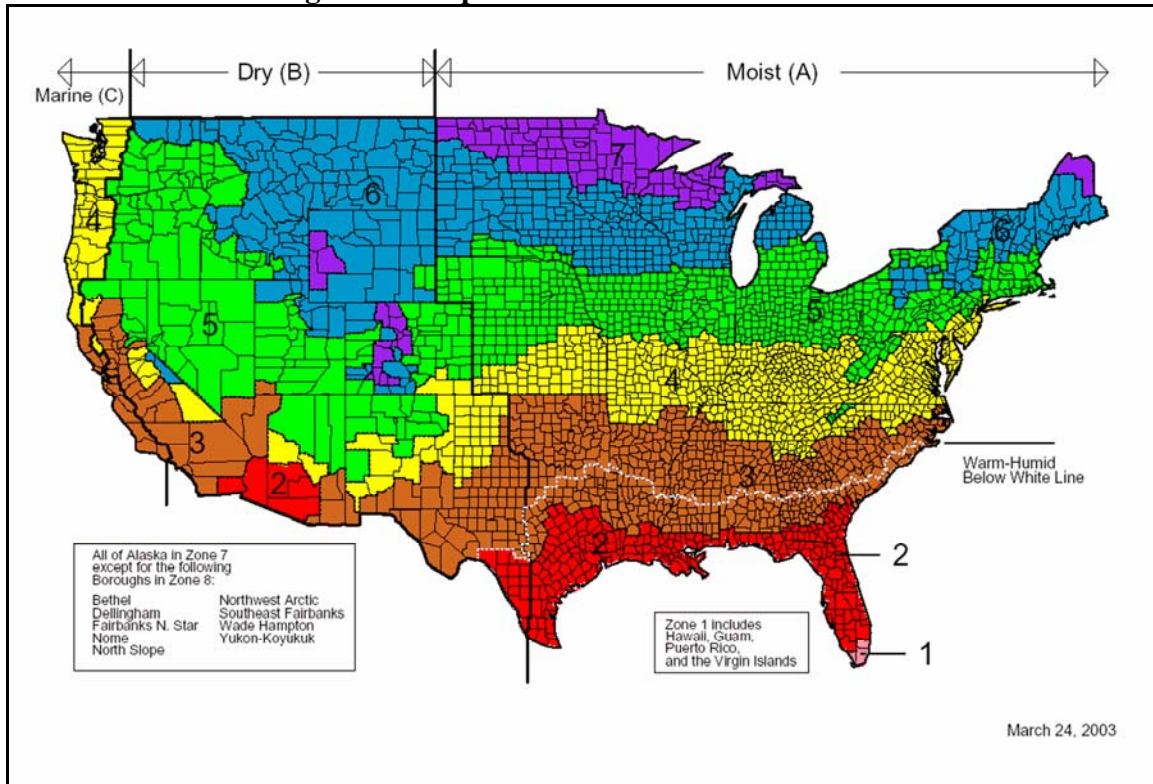 Dry (B)
Moist (A)
Marine (C)
7
6
6
4
5
5
4
3
3
2
2
Warm-Humid
Below White Line
2
1
All of Alaska in Zone 7
except for the following
Boroughs in Zone 8:
Bethel
Dellingham
Fairbanks N. Star
Nome
North Slope
Northwest Arctic
Southeast Fairbanks
Wade Hampton
Yukon-Koyukuk
Zone 1 includes
Hawaii, Guam,
Puerto Rico,
and the Virgin Islands
March 24, 2003